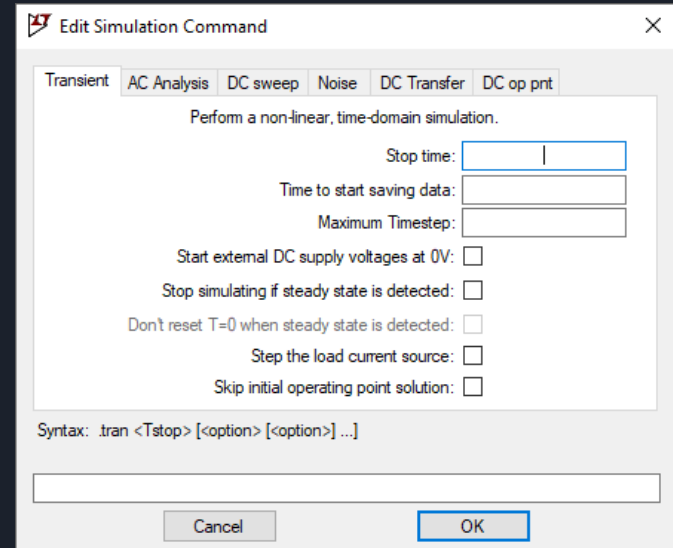 Edit Simulation Command
Transient AC Analysis DC sweep Noise DC Transfer DC op pnt
Perform a non-linear, time-domain simulation.
Stop time:
Time to start saving data:
Maximum Timestep:
Start external DC supply voltages at 0V:
Stop simulating if steady state is detected:
Don't reset T=0 when steady state is detected:
Step the load current source:
Skip initial operating point solution:
Syntax: .tran <Tstop> [<option> [<option>] ...]
Cancel OK